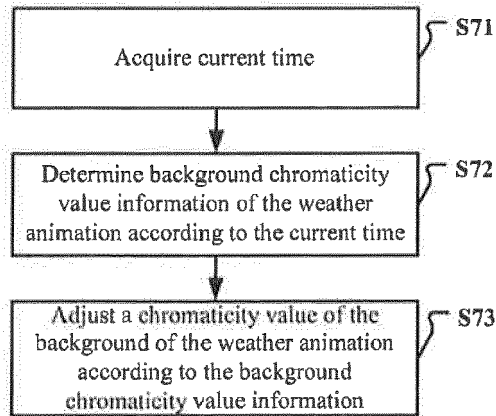 S71
Acquire current time
S72
Determine background chromaticity
value information of the weather
animation according to the current time
S73
Adjust a chromaticity value of the
background of the weather animation
according to the background
chromaticity value information